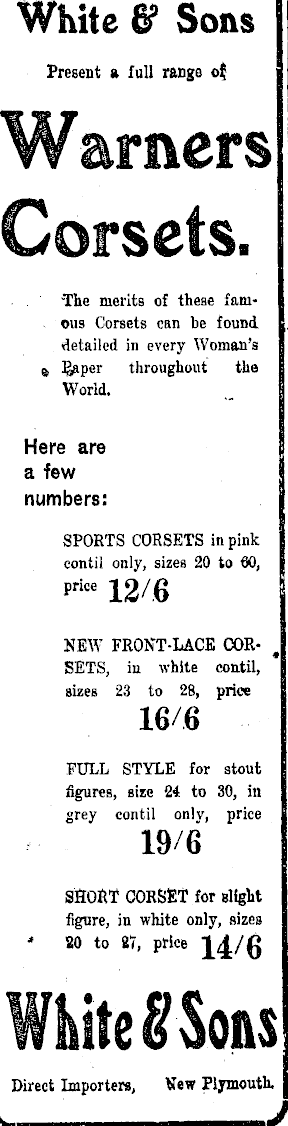 White & Sons
Present a full range of
Warners
Corsets.
The merits of these fam-
ous Corsets can be found
detailed in every Woman's
Paper throughout the
World.
Here are
a few
numbers:
SPORTS CORSETS in pink
contil only, sizes 20 to 60,
price 12/6
NEW FRONT-LACE COR-
SETS, in white contil,
sizes 23 to 28, price
16/6
FULL STYLE for stout
figures, size 24 to 30, in
grey contil only, price
19/6
SHORT CORSET for slight
figure, in white only, sizes
20 to 27, price 14/6
White & Sons
Direct Importers, New Plymouth.